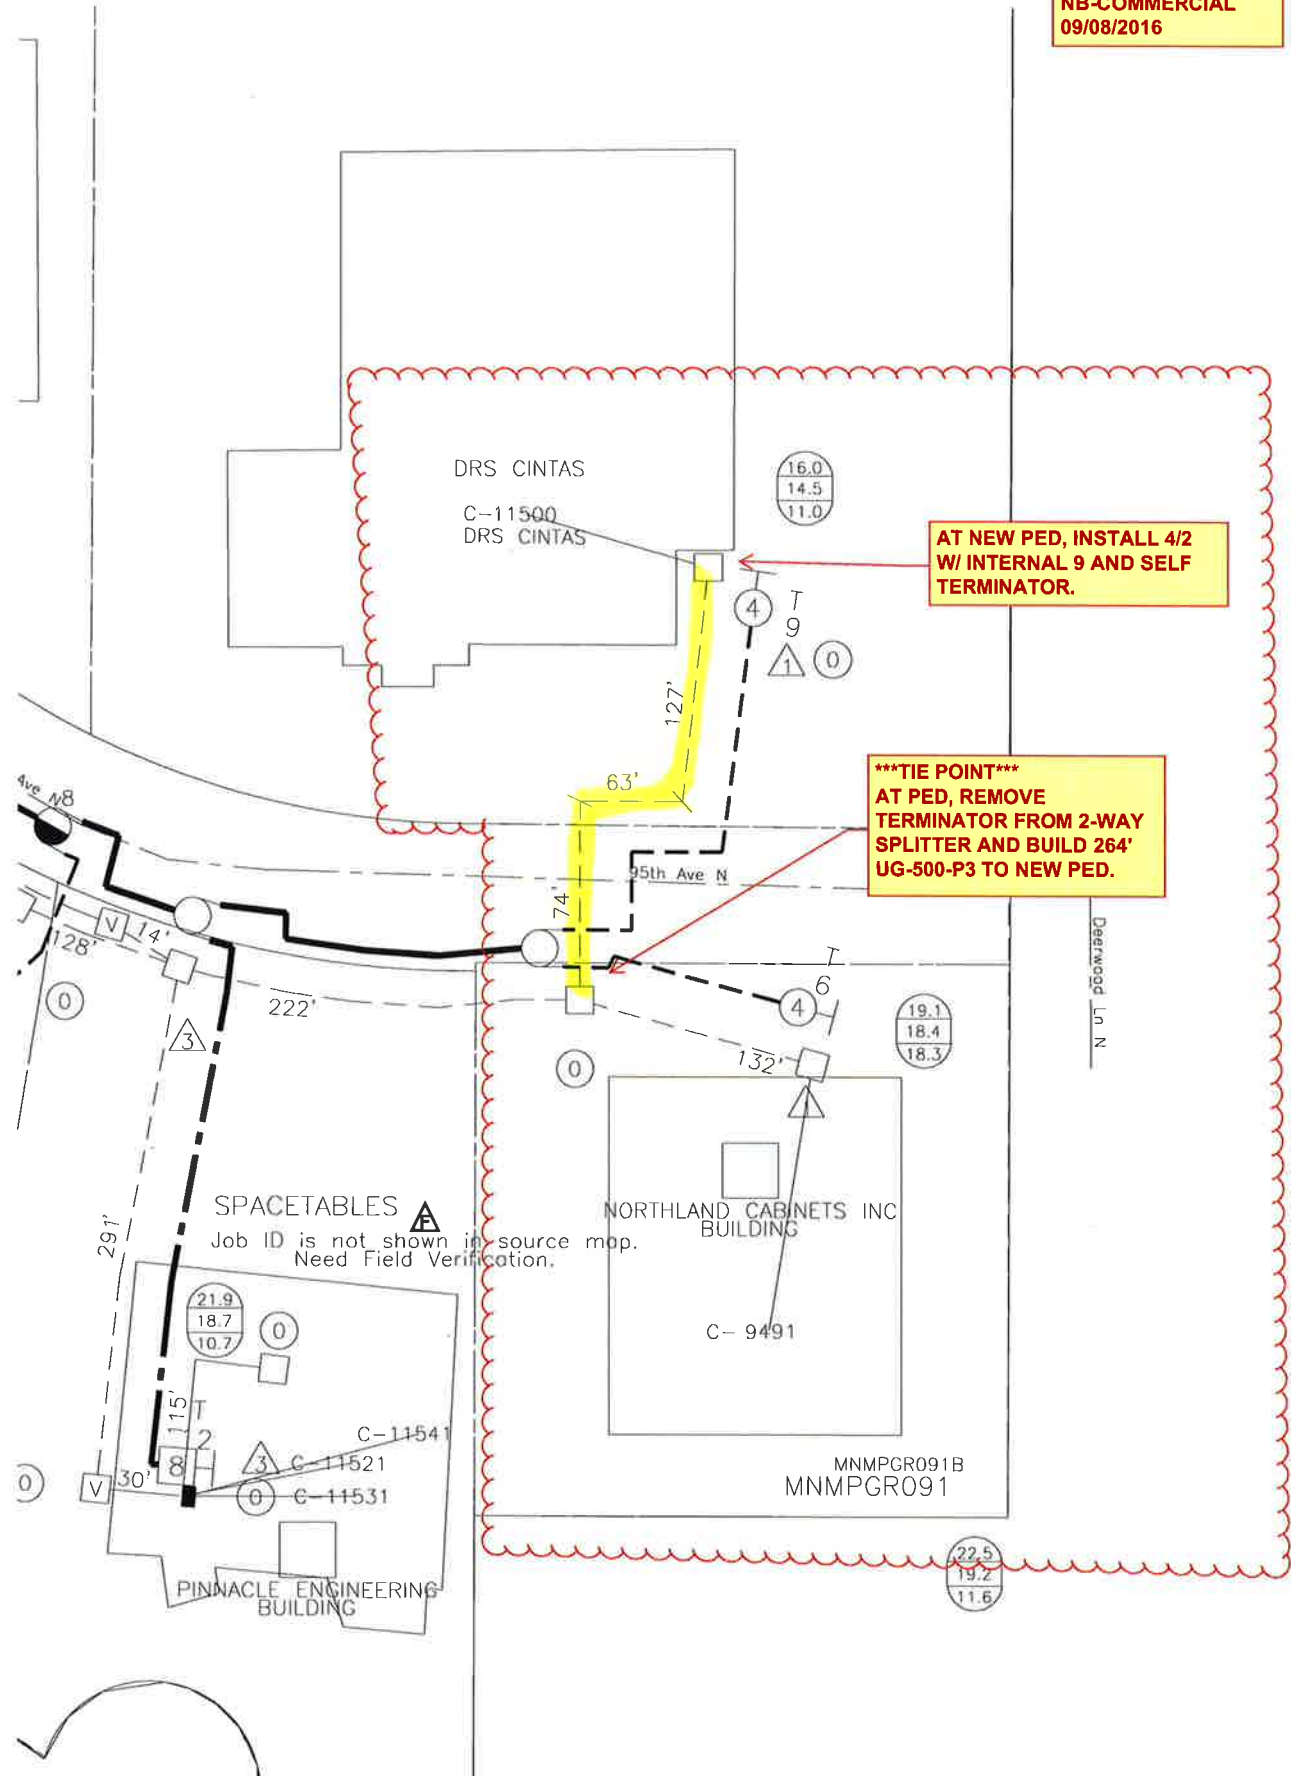 NB-COMMERCIAL
09/08/2016
DRS CINTAS
C-11500
DRS CINTAS
16.0
14.5
11.0
AT NEW PED, INSTALL 4/2
W/ INTERNAL 9 AND SELF
TERMINATOR.
4
T
9
1
0
127'
63'
***TIE POINT***
AT PED, REMOVE
TERMINATOR FROM 2-WAY
SPLITTER AND BUILD 264'
UG-500-P3 TO NEW PED.
Ave N
8
95th Ave N
74'
V
14'
128'
0
222'
3
T
6
4
19.1
18.4
18.3
Deerwood Ln N
132'
0
291'
SPACETABLES
F
Job ID is not shown in source map.
Need Field Verification.
NORTHLAND CABINETS INC
BUILDING
21.9
18.7
10.7
0
C- 9491
115'
T
2
C-11541
8
3
C-11521
0
V
30'
0
C-11531
MNMPGR091B
MNMPGR091
22.5
19.2
11.6
PINNACLE ENGINEERING
BUILDING